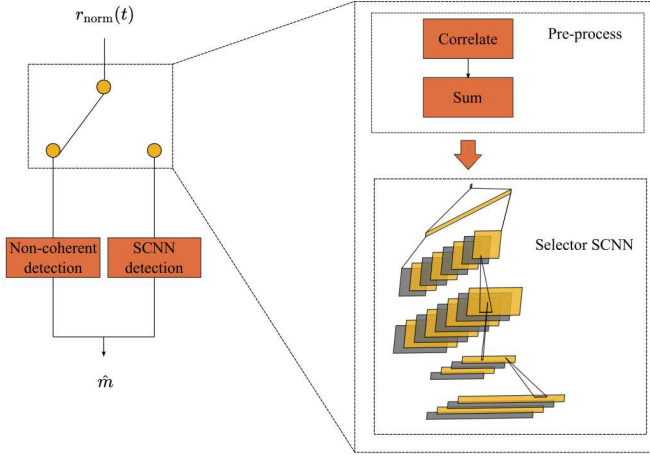 r_norm(t)
Non-coherent
detection
SCNN
detection
m̂
Correlate
Pre-process
Sum
Selector SCNN